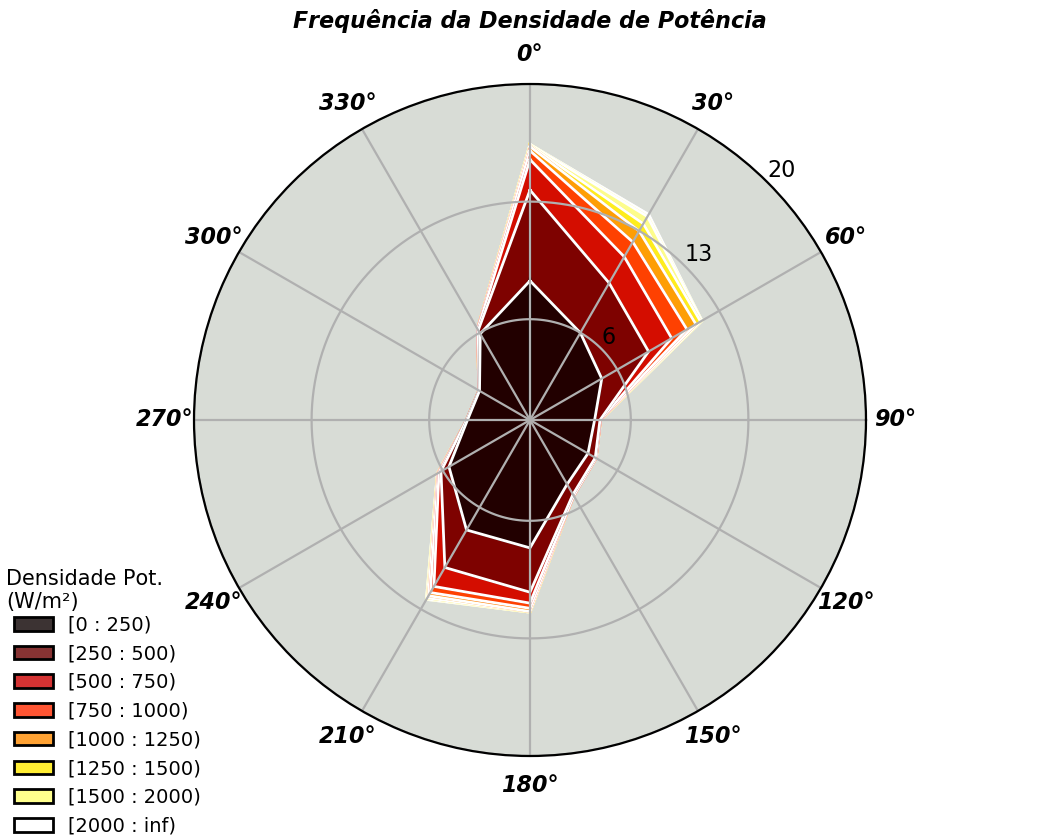 Frequência da Densidade de Potência
0°
30°
60°
90°
120°
150°
180°
210°
240°
270°
300°
330°
20
13
6
Densidade Pot.
(W/m²)
[0 : 250)
[250 : 500)
[500 : 750)
[750 : 1000)
[1000 : 1250)
[1250 : 1500)
[1500 : 2000)
[2000 : inf)